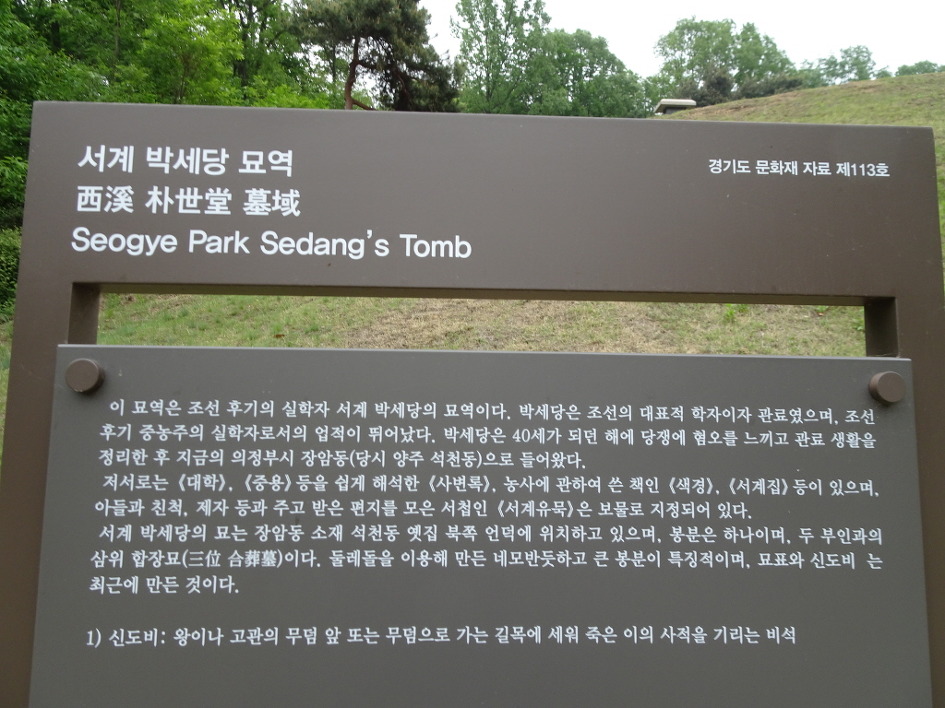 서계 박세당 묘역
경기도 문화재 자료 제113호
西溪 朴世堂 墓域
Seogye Park Sedang's Tomb
이 묘역은 조선 후기의 실학자 서계 박세당의 묘역이다. 박세당은 조선의 대표적 학자이자 관료였으며, 조선
후기 중농주의 실학자로서의 업적이 뛰어났다. 박세당은 40세가 되던 해에 당쟁에 혐오를 느끼고 관료 생활을
정리한 후 지금의 의정부시 장암동(당시 양주 석천동)으로 들어왔다.
저서로는 《대학》, 《중용》 등을 쉽게 해석한 《사변록》, 농사에 관하여 쓴 책인 《색경》, 《서계집》 등이 있으며,
아들과 친척, 제자 등과 주고 받은 편지를 모은 서첩인 《서계유묵》은 보물로 지정되어 있다.
서계 박세당의 묘는 장암동 소재 석천동 옛집 북쪽 언덕에 위치하고 있으며, 봉분은 하나이며, 두 부인과의
삼위 합장묘(三位 合葬墓)이다. 둘레돌을 이용해 만든 네모반듯하고 큰 봉분이 특징적이며, 묘표와 신도비 는
최근에 만든 것이다.
1) 신도비: 왕이나 고관의 무덤 앞 또는 무덤으로 가는 길목에 세워 죽은 이의 사적을 기리는 비석